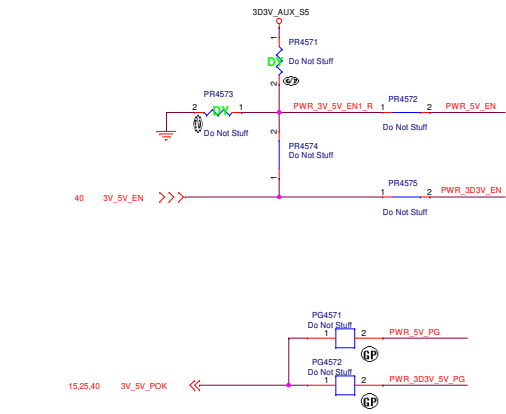 3D3V_AUX_S5
1
PR4571
DY
Do Not Stuff
2
PR4573
2
DY
1
Do Not Stuff
PWR_3V_5V_EN1_R
PR4572
1
2
PWR_5V_EN
Do Not Stuff
2
PR4574
Do Not Stuff
1
40
3V_5V_EN
PR4575
1
2
PWR_3D3V_EN
Do Not Stuff
PG4571
Do Not Stuff
1
2
PWR_5V_PG
GP
PG4572
Do Not Stuff
1
2
PWR_3D3V_5V_PG
GP
15,25,40
3V_5V_POK